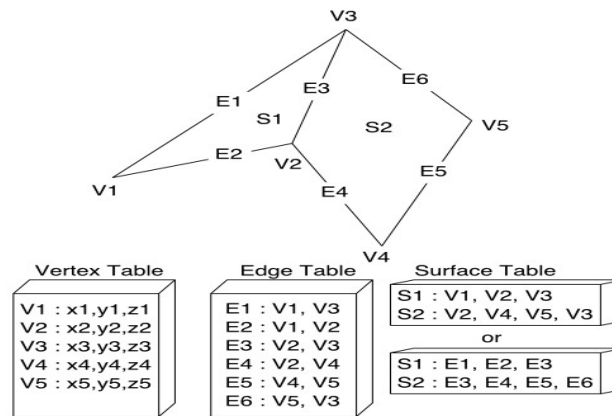 V3
E6
E1
E3
S1
S2
V5
E2
V2
E5
V1
E4
V4
Vertex Table
V1 : x1,y1,z1
V2 : x2,y2,z2
V3 : x3,y3,z3
V4 : x4,y4,z4
V5 : x5,y5,z5
Edge Table
E1 : V1, V3
E2 : V1, V2
E3 : V2, V3
E4 : V2, V4
E5 : V4, V5
E6 : V5, V3
Surface Table
S1 : V1, V2, V3
S2 : V2, V4, V5, V3
or
S1 : E1, E2, E3
S2 : E3, E4, E5, E6